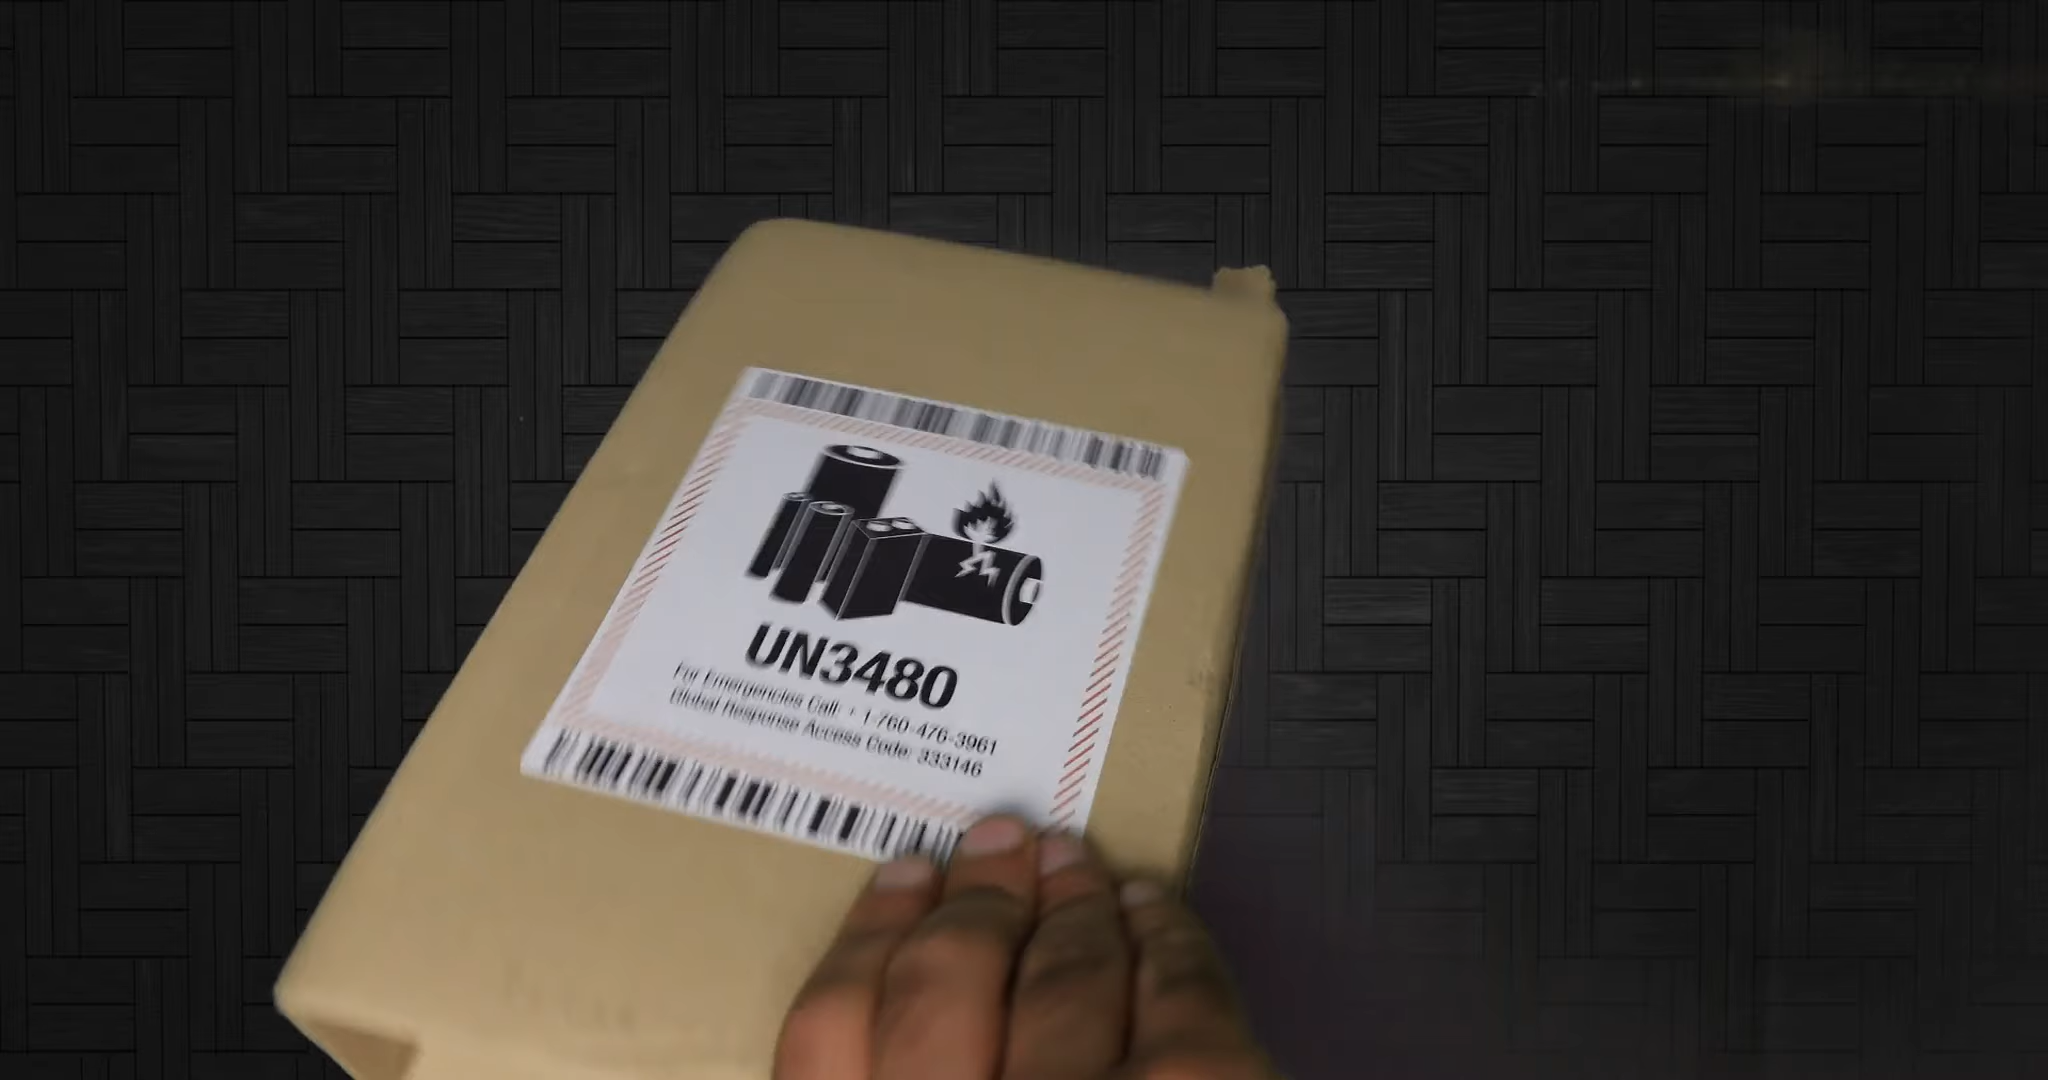 UN3480
For Emergencies Call: + 1-760-476-3961
Global Response Access Code: 333146